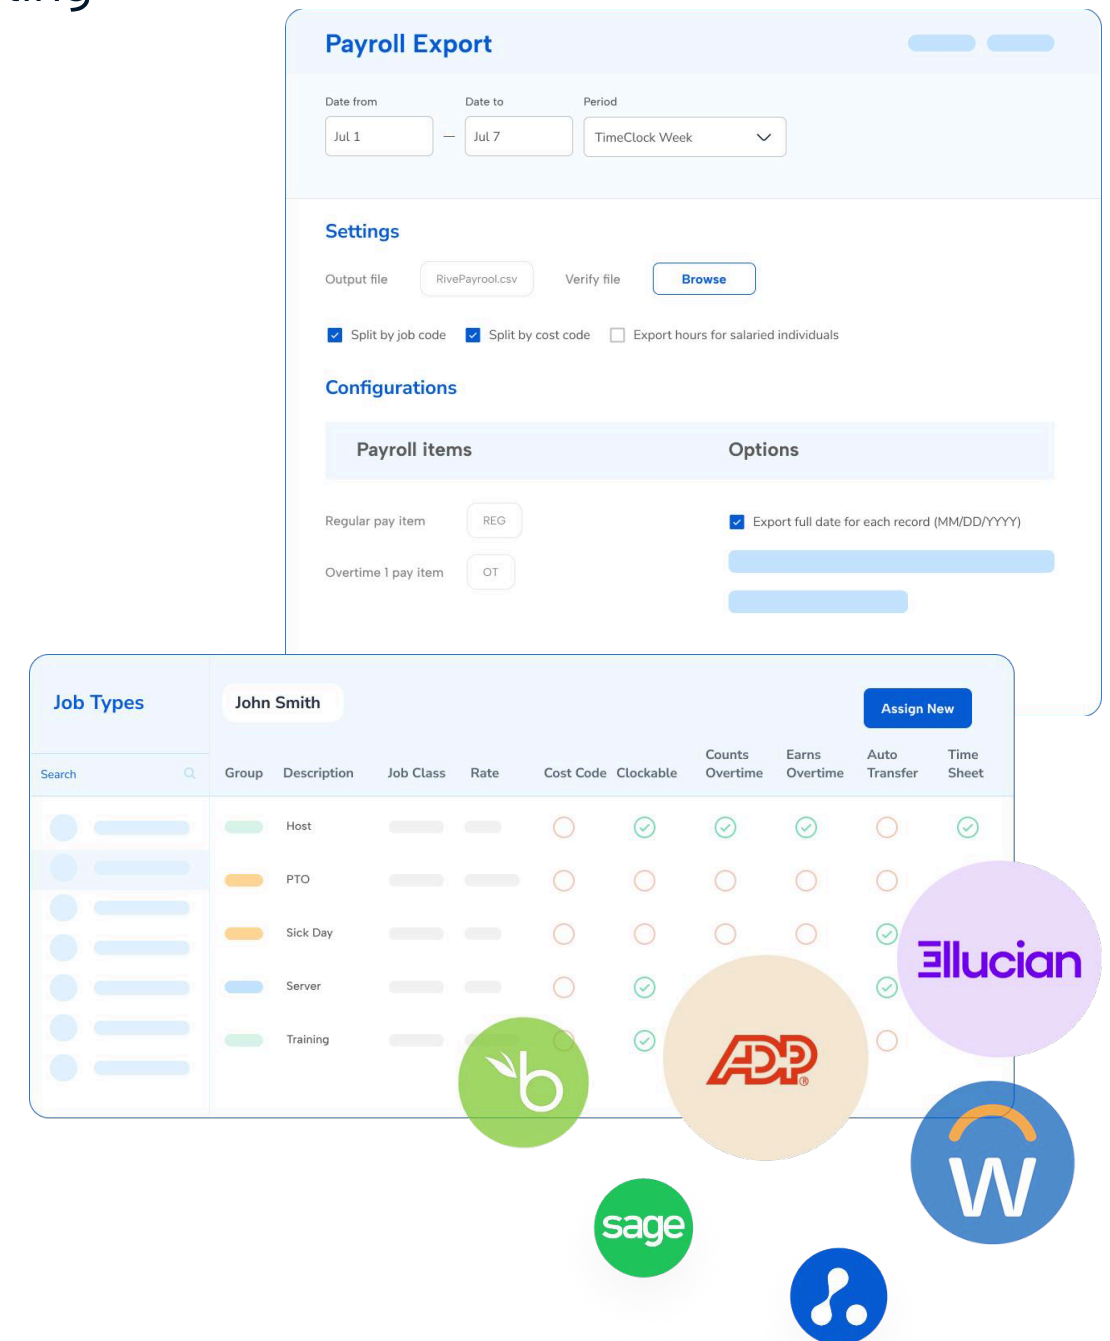 Payroll Export
Date from Date to Period
Jul 1 — Jul 7 TimeClock Week
Settings
Output file RivePayrool.csv Verify file Browse
Split by job code Split by cost code Export hours for salaried individuals
Configurations
Payroll items Options
Regular pay item REG Export full date for each record (MM/DD/YYYY)
Overtime 1 pay item OT
Job Types John Smith Assign New
Search Group Description Job Class Rate Cost Code Clockable Counts Overtime Earns Overtime Auto Transfer Time Sheet
Host
PTO
Sick Day
Server
Training
Ellucian
ADP®
b
W
sage